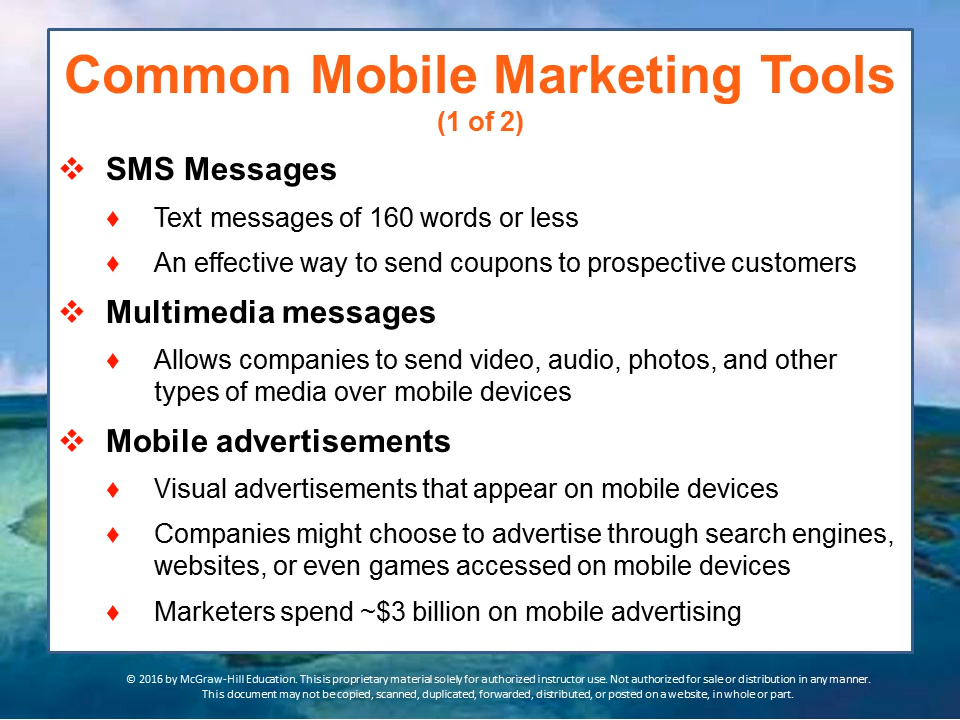 Common Mobile Marketing Tools
(1 of 2)
❖ SMS Messages
♦ Text messages of 160 words or less
♦ An effective way to send coupons to prospective customers
❖ Multimedia messages
♦ Allows companies to send video, audio, photos, and other
types of media over mobile devices
❖ Mobile advertisements
♦ Visual advertisements that appear on mobile devices
♦ Companies might choose to advertise through search engines,
websites, or even games accessed on mobile devices
♦ Marketers spend ~$3 billion on mobile advertising
© 2016 by McGraw-Hill Education. This is proprietary material solely for authorized instructor use. Not authorized for sale or distribution in any manner.
This document may not be copied, scanned, duplicated, forwarded, distributed, or posted on a website, in whole or part.